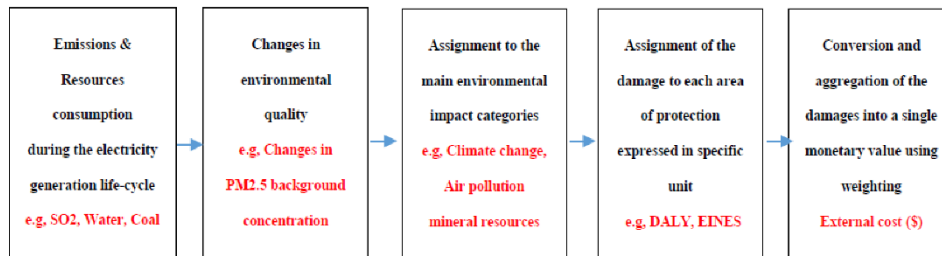 Emissions &
Resources
consumption
during the electricity
generation life-cycle
e.g, SO2, Water, Coal
Changes in
environmental
quality
e.g, Changes in
PM2.5 background
concentration
Assignment to the
main environmental
impact categories
e.g, Climate change,
Air pollution
mineral resources
Assignment of the
damage to each area
of protection
expressed in specific
unit
e.g, DALY, EINES
Conversion and
aggregation of the
damages into a single
monetary value using
weighting
External cost ($)